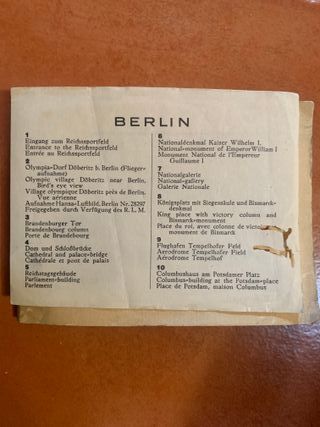 BERLIN
1
Eingang zum Reichssportfeld
Entrance to the Reichssportfeld
Entrée au Reichssportfeld
2
Olympia-Dorf Döberitz b. Berlin (Flieger-
aufnahme)
Olympic village Döberitz near Berlin,
Bird's eye view
Village olympique Döberitz près de Berlin,
Vue aérienne
Aufnahme: Hansa-Luftbild, Berlin Nr. 28297
Freigegeben durch Verfügung des R. L. M.
3
Brandenburger Tor
Brandenbourg column
Porte de Brandebourg
4
Dom und Schloßbrücke
Cathedral and palace-bridge
Cathédrale et pont de palais
5
Reichstagsgebäude
Parliament-building
Parlement
6
Nationaldenkmal Kaiser Wilhelm I.
National-monument of Emperor William I
Monument National de l'Empereur
Guillaume I
7
Nationalgalerie
National-gallery
Galerie Nationale
8
Königsplatz mit Siegessäule und Bismarck-
denkmal
King place with victory column and
Bismarck-monument
Place du roi, avec colonne de victoire
monument de Bismarck
9
Flughafen Tempelhofer Feld
Aerodrome Tempelhofer Field
Aérodrome Tempelhof
10
Columbushaus am Potsdamer Platz
Columbus-building at the Potsdam-place
Place de Potsdam, maison Columbus